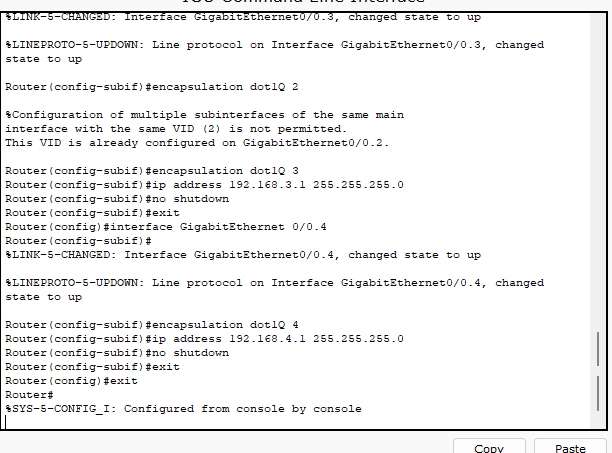 IOS Command Line Interface
%LINK-5-CHANGED: Interface GigabitEthernet0/0.3, changed state to up
%LINEPROTO-5-UPDOWN: Line protocol on Interface GigabitEthernet0/0.3, changed
state to up
Router(config-subif)#encapsulation dot1Q 2
%Configuration of multiple subinterfaces of the same main
interface with the same VID (2) is not permitted.
This VID is already configured on GigabitEthernet0/0.2.
Router(config-subif)#encapsulation dot1Q 3
Router(config-subif)#ip address 192.168.3.1 255.255.255.0
Router(config-subif)#no shutdown
Router(config-subif)#exit
Router(config)#interface GigabitEthernet 0/0.4
Router(config-subif)#
%LINK-5-CHANGED: Interface GigabitEthernet0/0.4, changed state to up
%LINEPROTO-5-UPDOWN: Line protocol on Interface GigabitEthernet0/0.4, changed
state to up
Router(config-subif)#encapsulation dot1Q 4
Router(config-subif)#ip address 192.168.4.1 255.255.255.0
Router(config-subif)#no shutdown
Router(config-subif)#exit
Router(config)#exit
Router#
%SYS-5-CONFIG_I: Configured from console by console
Copy Paste